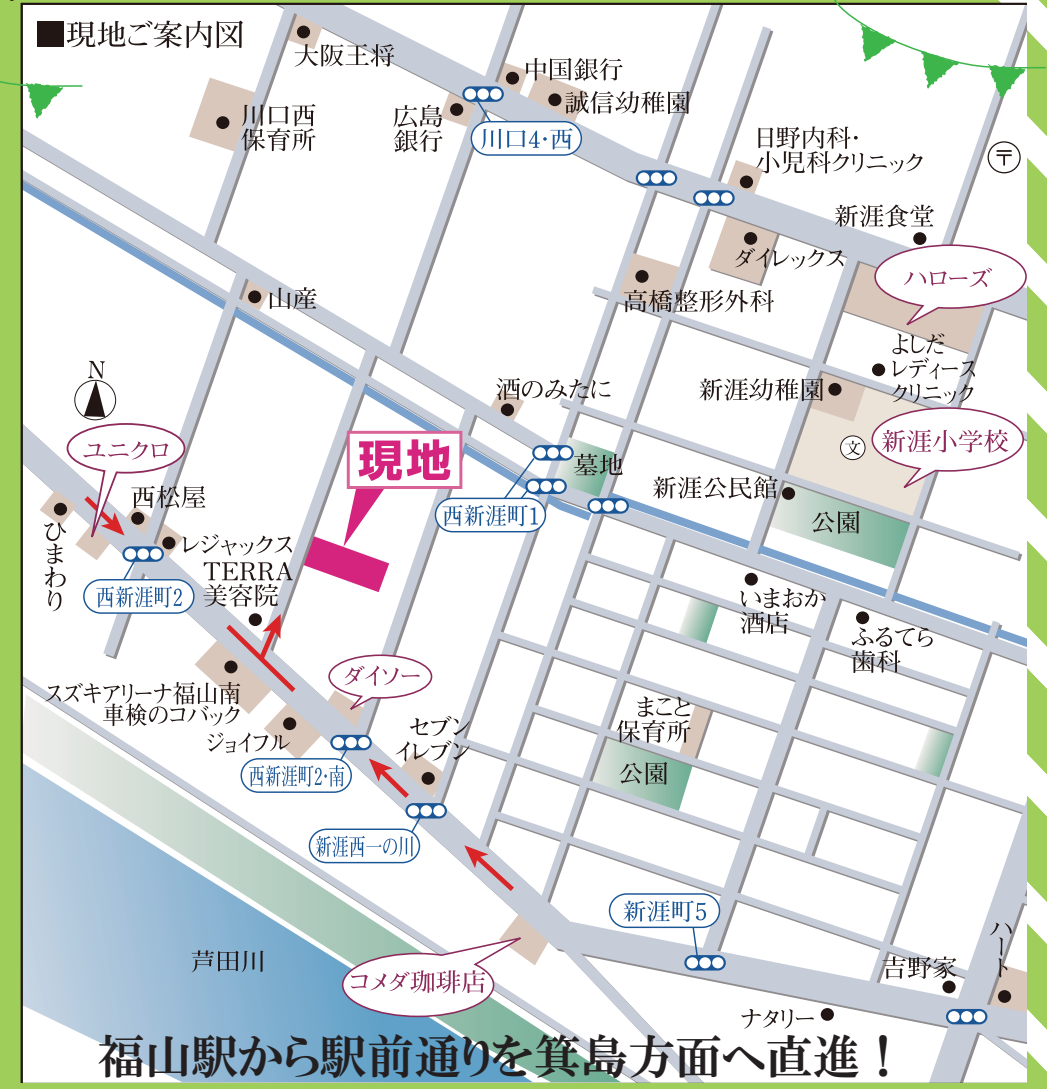 ■現地ご案内図
大阪王将
中国銀行
誠信幼稚園
川口西
保育所
広島
銀行
川口4・西
日野内科・
小児科クリニック
〒
新涯食堂
ダイレックス
ハローズ
高橋整形外科
山産
よしだ
レディース
クリニック
N
酒のみたに
新涯幼稚園
ユニクロ
現地
新涯小学校
文
墓地
西松屋
新涯公民館
西新涯町1
公園
ひまわり
レジャックス
TERRA
美容院
西新涯町2
いまおか
酒店
ふるてら
歯科
ダイソー
スズキアリーナ福山南
車検のコバック
まこと
保育所
ジョイフル
セブン
イレブン
公園
西新涯町2・南
新涯西一の川
新涯町5
芦田川
コメダ珈琲店
吉野家
ハート
ナタリー
福山駅から駅前通りを箕島方面へ直進！